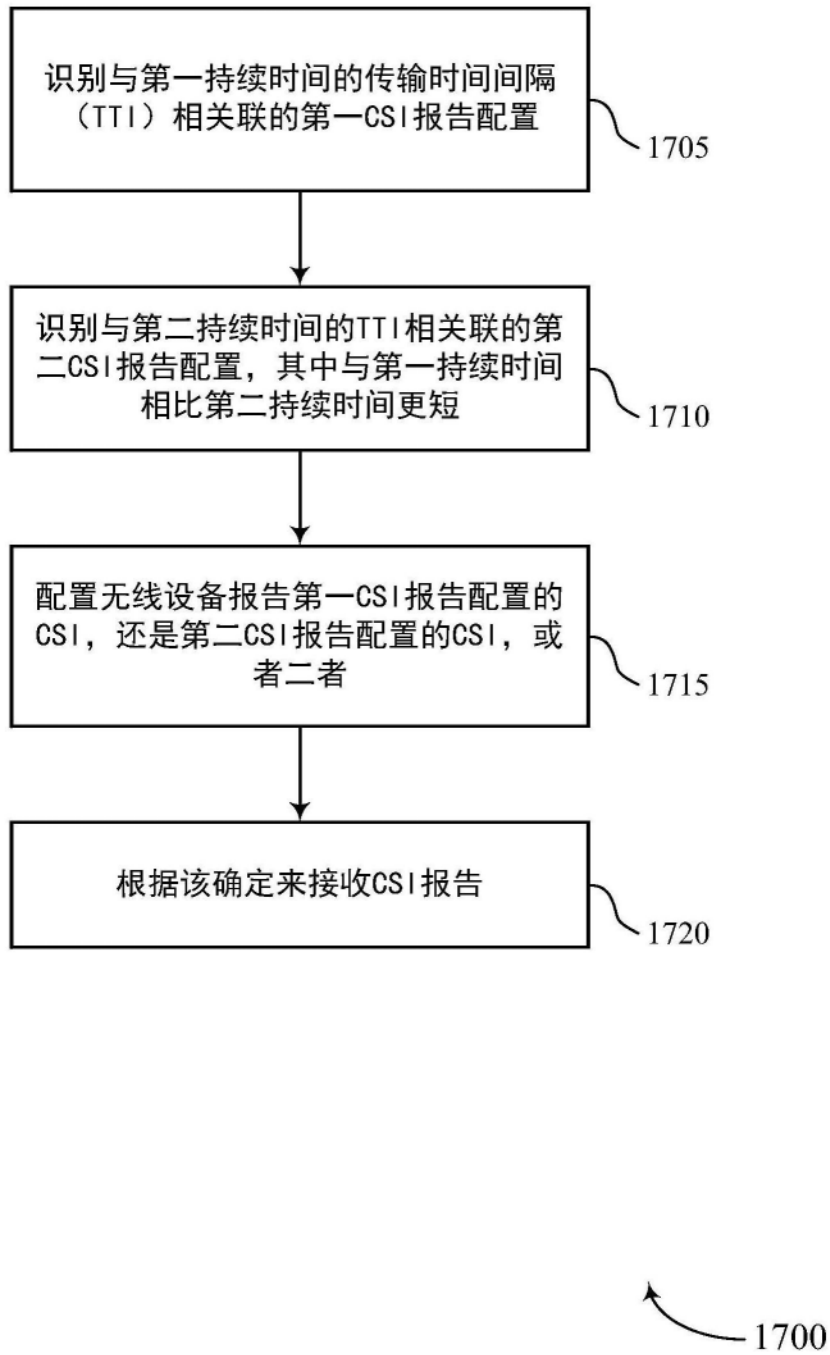 识别与第一持续时间的传输时间间隔
（TTI）相关联的第一CSI报告配置
1705
识别与第二持续时间的TTI相关联的第
二CSI报告配置，其中与第一持续时间
相比第二持续时间更短
1710
配置无线设备报告第一CSI报告配置的
CSI，还是第二CSI报告配置的CSI，或
者二者
1715
根据该确定来接收CSI报告
1720
1700